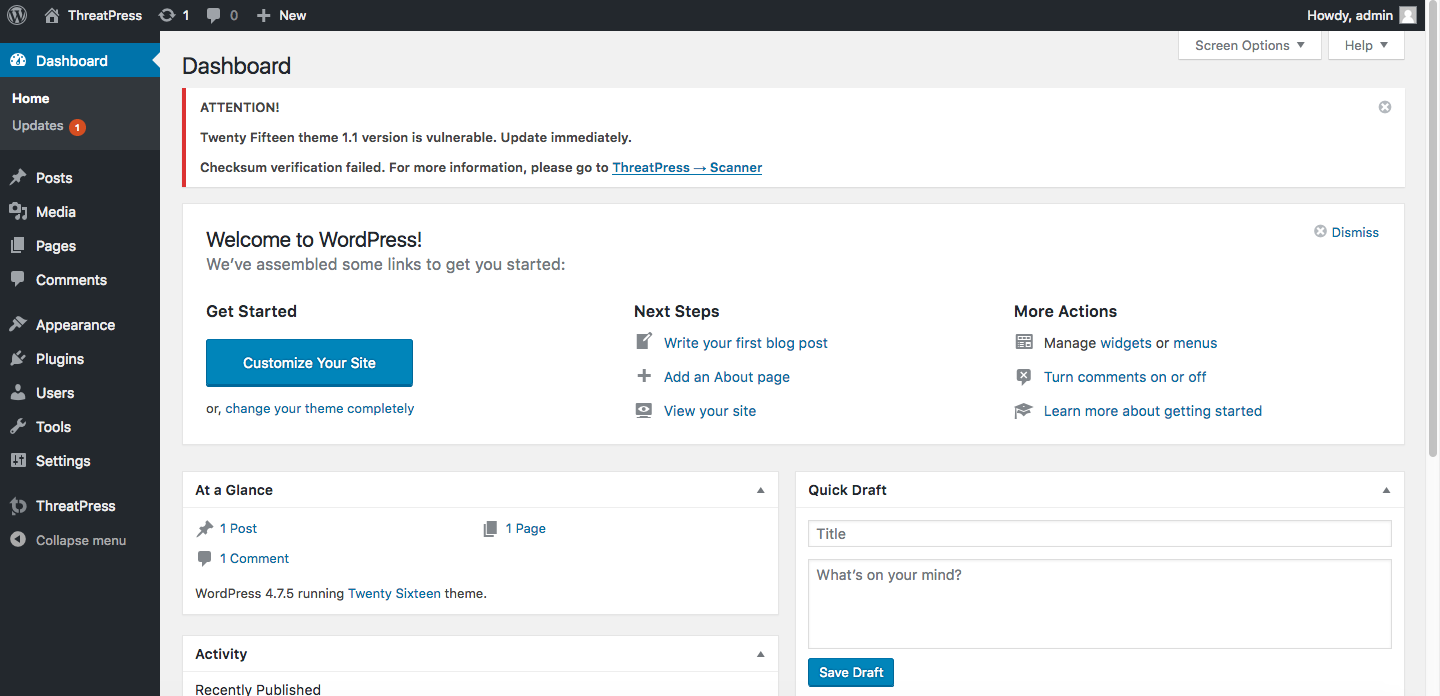 ThreatPress 1 0 New Howdy, admin
Dashboard
Home
Updates 1
Posts
Media
Pages
Comments
Appearance
Plugins
Users
Tools
Settings
ThreatPress
Collapse menu
Screen Options Help
Dashboard
ATTENTION!
Twenty Fifteen theme 1.1 version is vulnerable. Update immediately.
Checksum verification failed. For more information, please go to ThreatPress → Scanner
Welcome to WordPress!
Dismiss
We’ve assembled some links to get you started:
Get Started
Customize Your Site
or, change your theme completely
Next Steps
Write your first blog post
Add an About page
View your site
More Actions
Manage widgets or menus
Turn comments on or off
Learn more about getting started
At a Glance
1 Post 1 Page
1 Comment
WordPress 4.7.5 running Twenty Sixteen theme.
Activity
Recently Published
Quick Draft
Title
What’s on your mind?
Save Draft